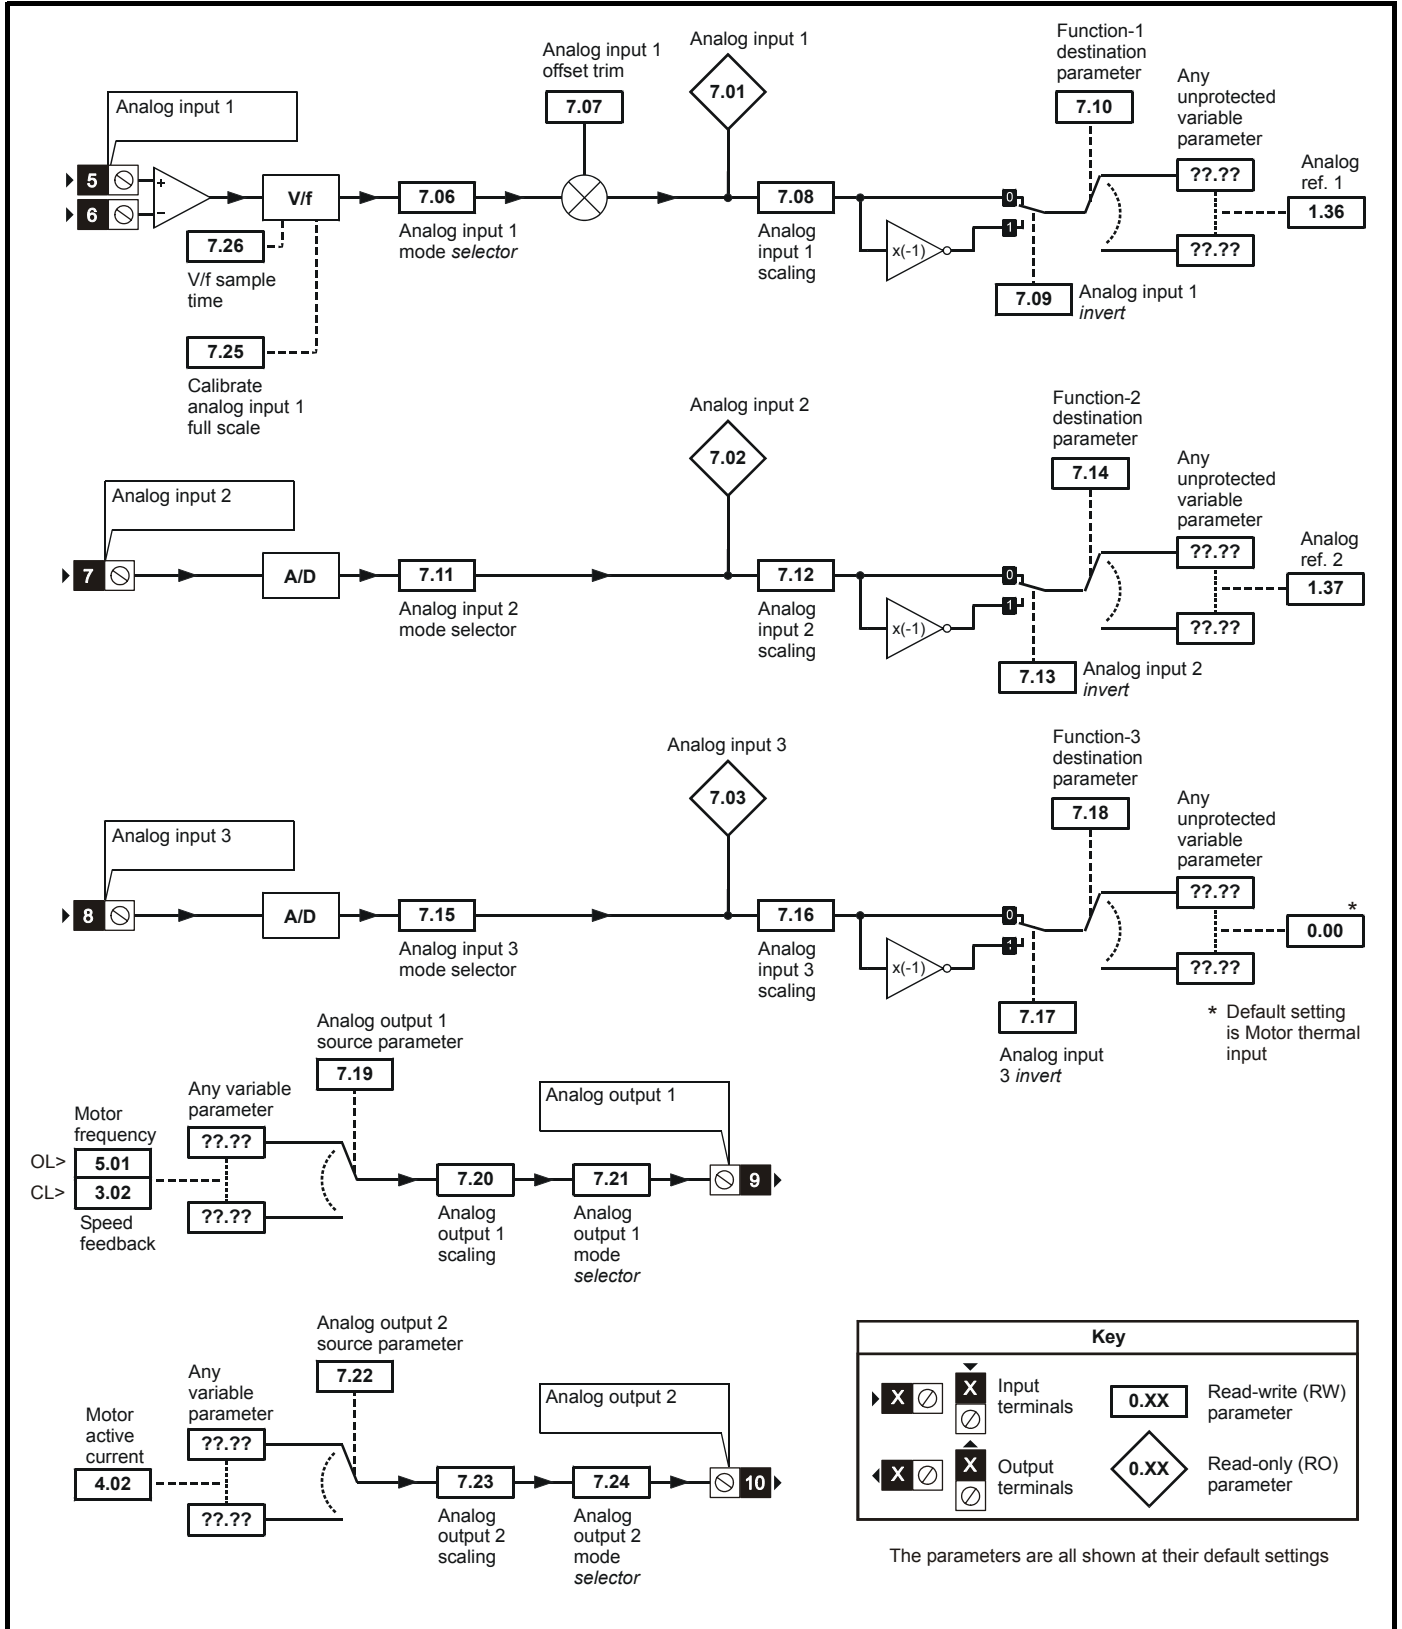 Analog input 1
5
6
+
−
V/f
7.26
V/f sample
time
7.25
Calibrate
analog input 1
full scale
7.06
Analog input 1
mode selector
Analog input 1
offset trim
7.07
Analog input 1
7.01
7.08
Analog
input 1
scaling
x(-1)
0
1
7.09
Analog input 1
invert
Function-1
destination
parameter
7.10
Any
unprotected
variable
parameter
??.??
??.??
Analog
ref. 1
1.36
Analog input 2
7
A/D
7.11
Analog input 2
mode selector
Analog input 2
7.02
7.12
Analog
input 2
scaling
x(-1)
0
1
7.13
Analog input 2
invert
Function-2
destination
parameter
7.14
Any
unprotected
variable
parameter
??.??
??.??
Analog
ref. 2
1.37
Analog input 3
8
A/D
7.15
Analog input 3
mode selector
Analog input 3
7.03
7.16
Analog
input 3
scaling
x(-1)
0
1
7.17
Analog input
3 invert
Function-3
destination
parameter
7.18
Any
unprotected
variable
parameter
??.??
??.??
*
0.00
* Default setting
is Motor thermal
input
Analog output 1
source parameter
7.19
Any variable
parameter
??.??
??.??
Motor
frequency
OL> 5.01
CL> 3.02
Speed
feedback
7.20
Analog
output 1
scaling
7.21
Analog
output 1
mode
selector
Analog output 1
9
Analog output 2
source parameter
7.22
Any
variable
parameter
??.??
??.??
Motor
active
current
4.02
7.23
Analog
output 2
scaling
7.24
Analog
output 2
mode
selector
Analog output 2
10
Key
X
X
Input
terminals
0.XX
Read-write (RW)
parameter
X
X
Output
terminals
0.XX
Read-only (RO)
parameter
The parameters are all shown at their default settings